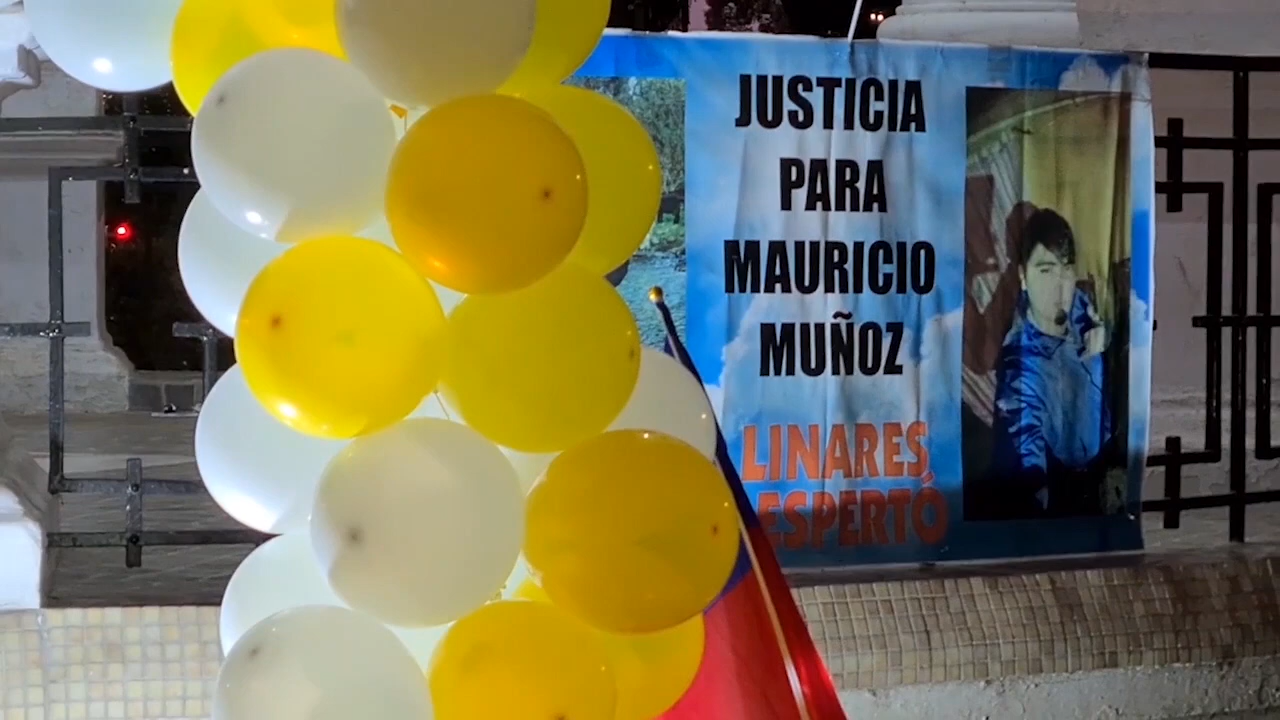 JUSTICIA
PARA
MAURICIO
MUÑOZ
LINARES
ESPERTÓ